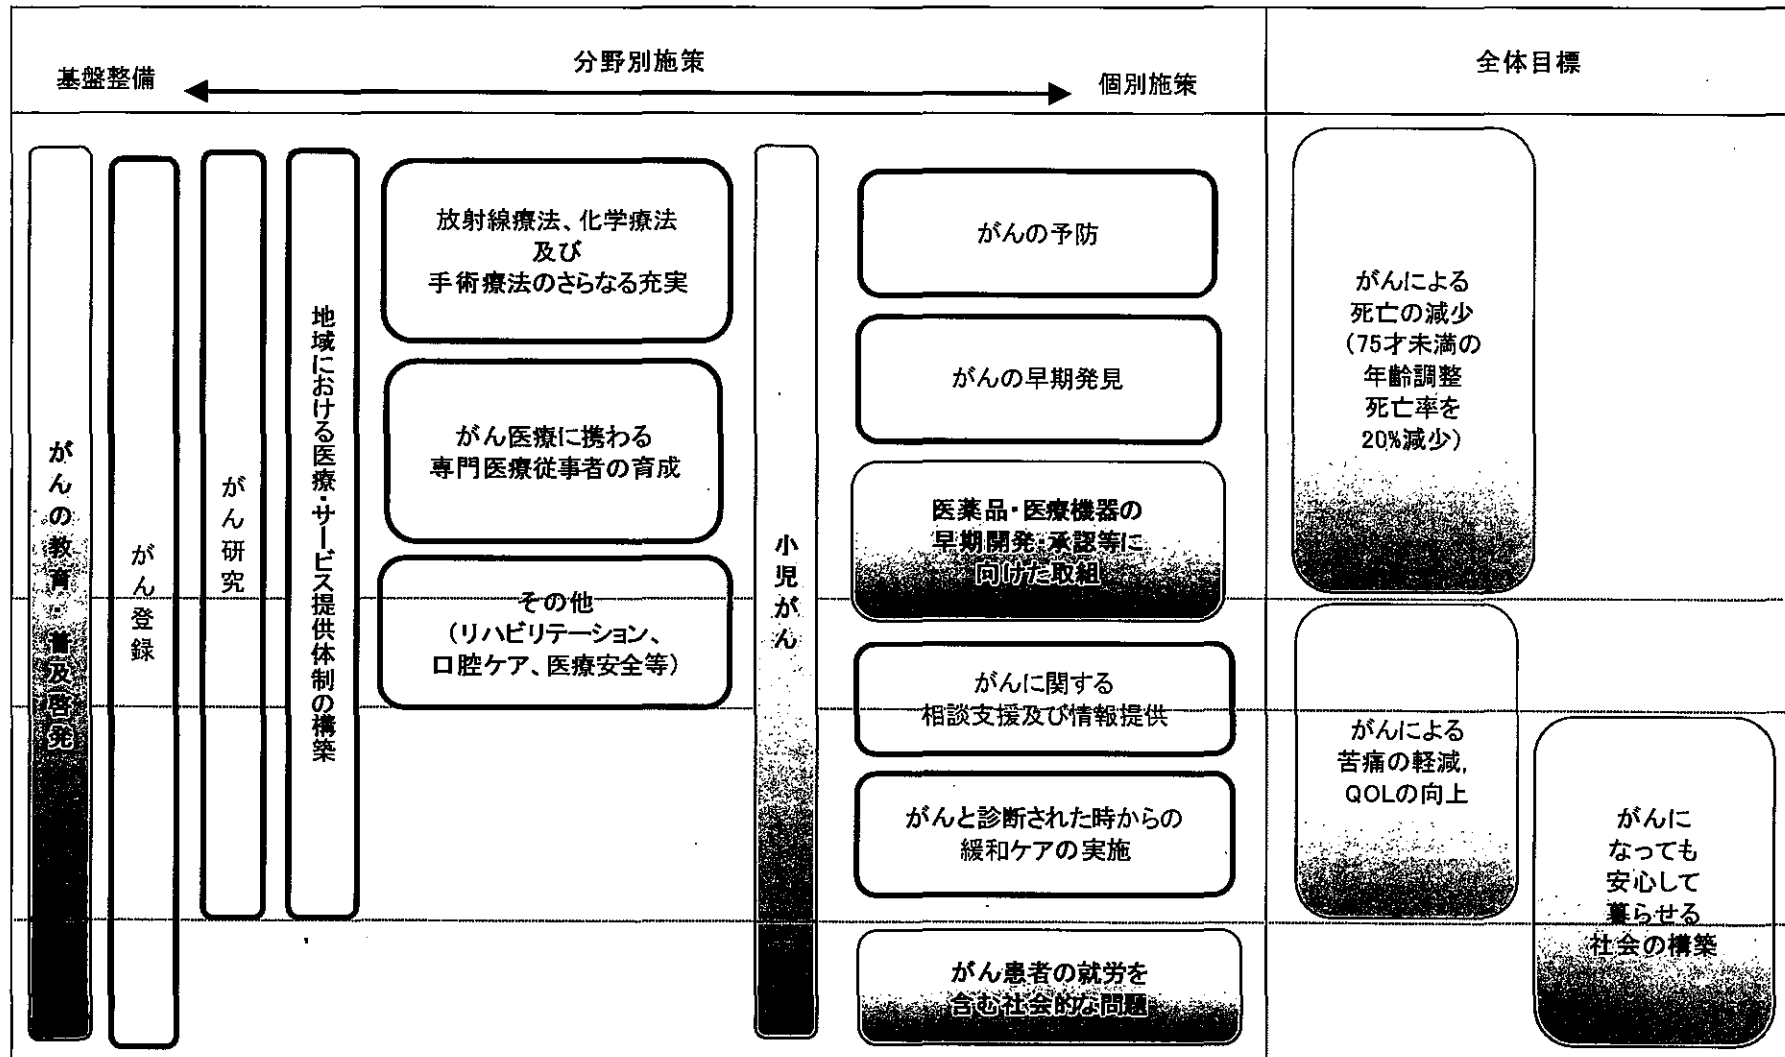 分野別施策
全体目標
基盤整備
個別施策
がんの教育・普及啓発
がん登録
がん研究
地域における医療・サービス提供体制の構築
放射線療法、化学療法
及び
手術療法のさらなる充実
がん医療に携わる
専門医療従事者の育成
その他
（リハビリテーション、
口腔ケア、医療安全等）
小児がん
がんの予防
がんの早期発見
医薬品・医療機器の
早期開発・承認等に
向けた取組
がんに関する
相談支援及び情報提供
がんと診断された時からの
緩和ケアの実施
がん患者の就労を
含む社会的な問題
がんによる
死亡の減少
（75才未満の
年齢調整
死亡率を
20%減少）
がんによる
苦痛の軽減，
QOLの向上
がんに
なっても
安心して
暮らせる
社会の構築